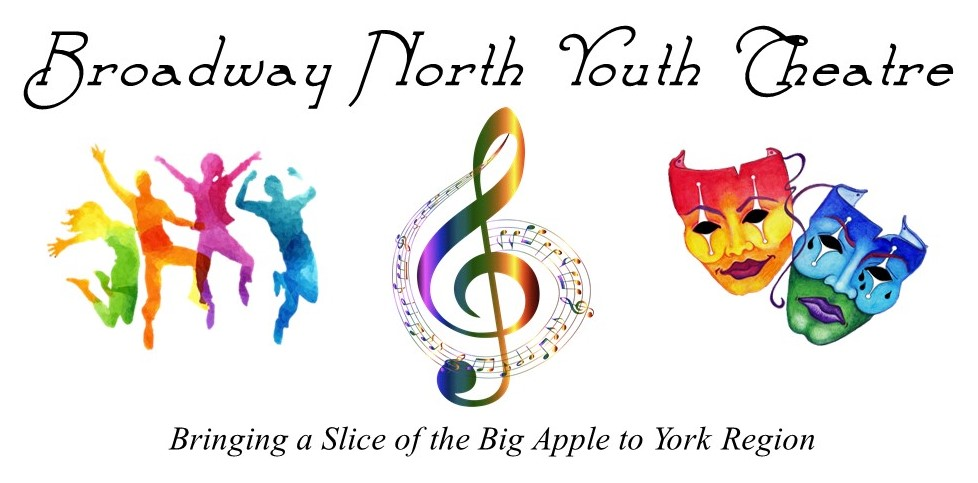 Broadway North Youth Theatre
Bringing a Slice of the Big Apple to York Region